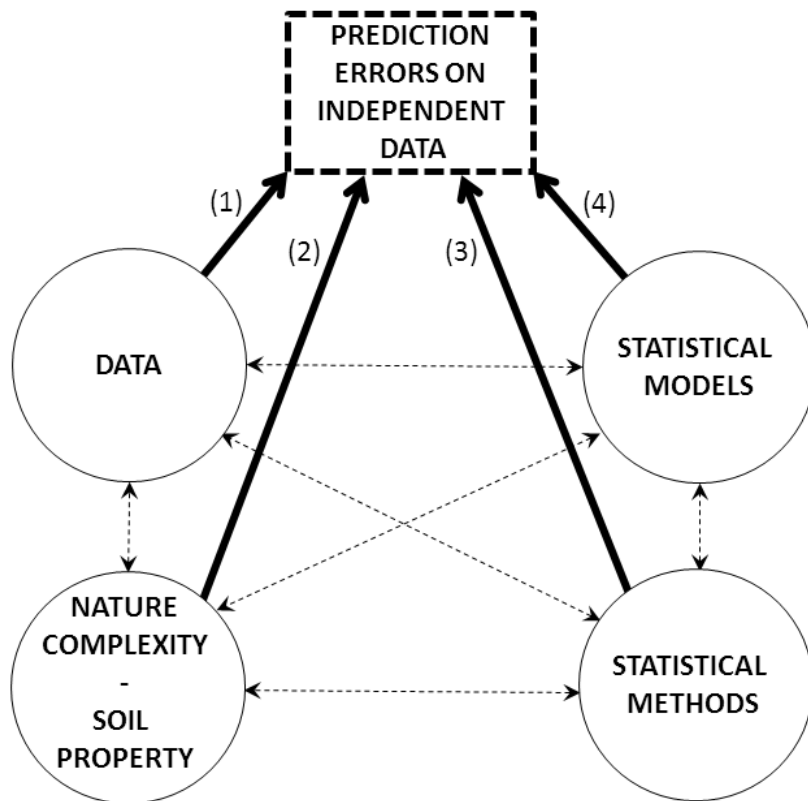 PREDICTION
ERRORS ON
INDEPENDENT
DATA
(1)
(2)
(3)
(4)
DATA
STATISTICAL
MODELS
NATURE
COMPLEXITY
-
SOIL
PROPERTY
STATISTICAL
METHODS